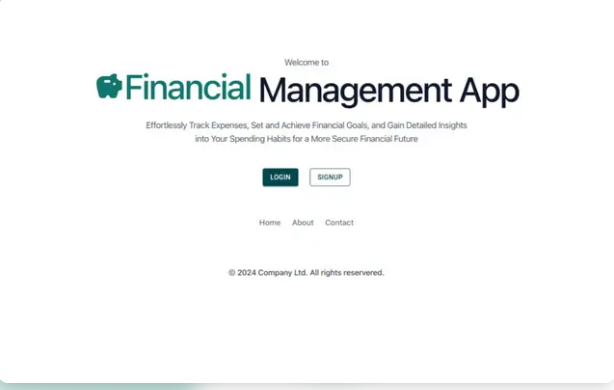 Welcome to
Financial Management App
Effortlessly Track Expenses, Set and Achieve Financial Goals, and Gain Detailed Insights
into Your Spending Habits for a More Secure Financial Future
LOGIN SIGNUP
Home About Contact
© 2024 Company Ltd. All rights reservered.